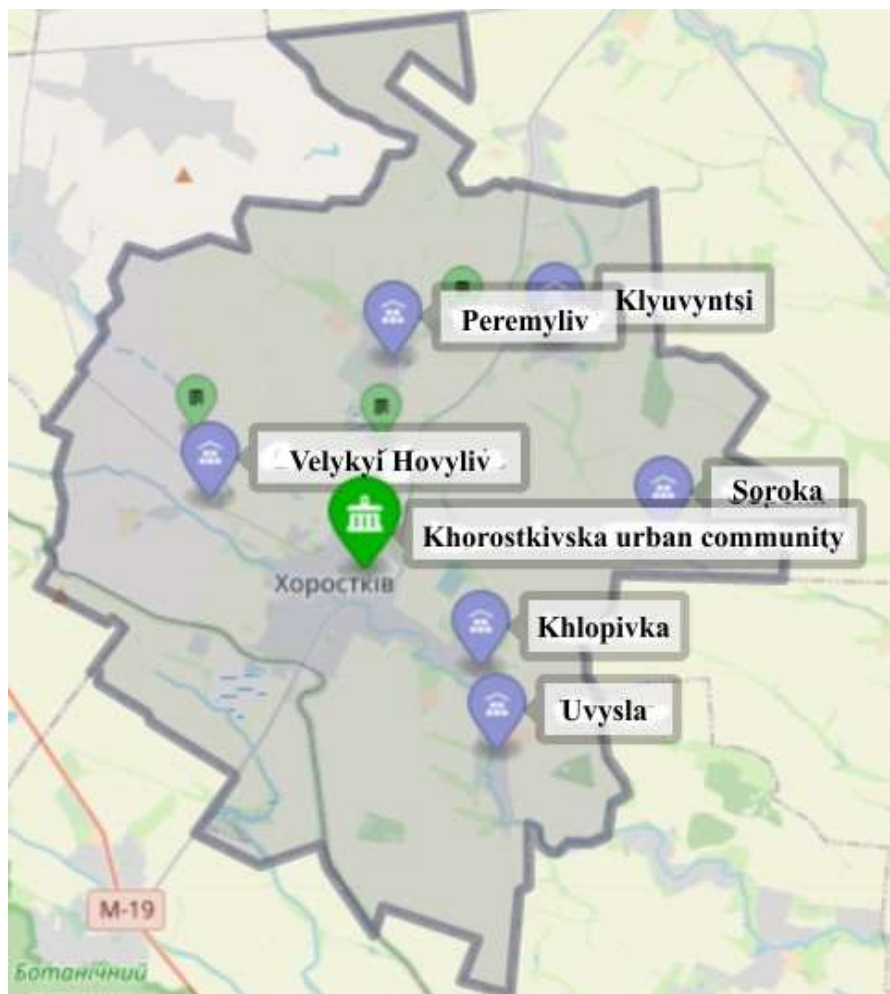 Klyuvyntsi
Peremyliv
Velykyi Hovyliv
Soroka
Khorostkivska urban community
Хоростків
Khlopivka
Uvysla
М-19
Ботанічний